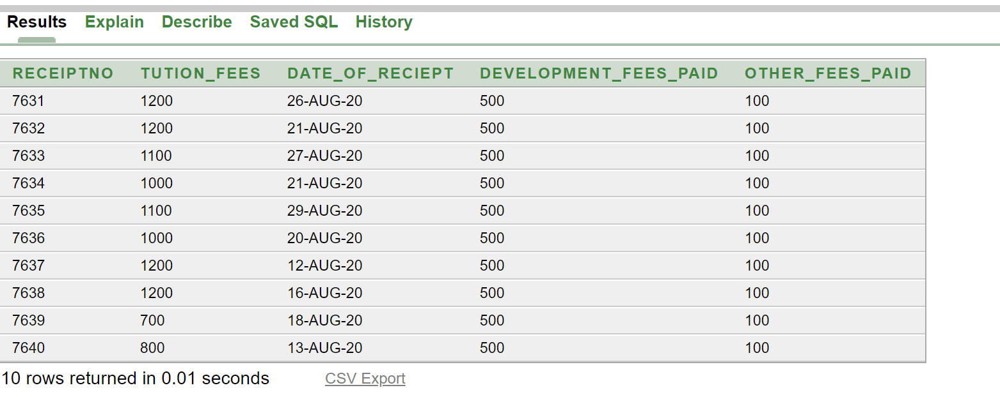 Results Explain Describe Saved SQL History
RECEIPTNO TUTION_FEES DATE_OF_RECIEPT DEVELOPMENT_FEES_PAID OTHER_FEES_PAID
7631 1200 26-AUG-20 500 100
7632 1200 21-AUG-20 500 100
7633 1100 27-AUG-20 500 100
7634 1000 21-AUG-20 500 100
7635 1100 29-AUG-20 500 100
7636 1000 20-AUG-20 500 100
7637 1200 12-AUG-20 500 100
7638 1200 16-AUG-20 500 100
7639 700 18-AUG-20 500 100
7640 800 13-AUG-20 500 100
10 rows returned in 0.01 seconds CSV Export